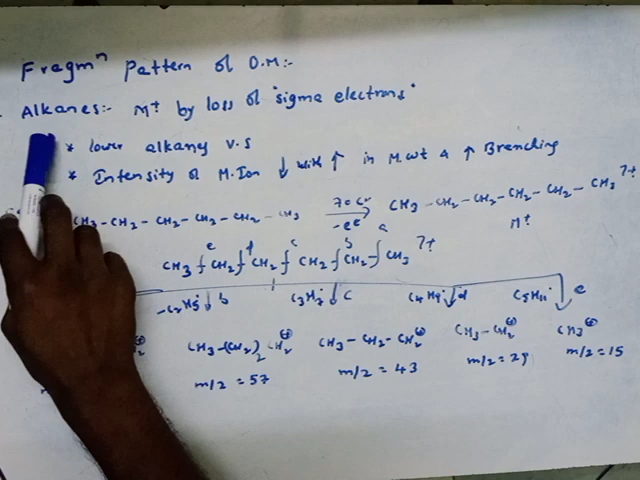 Fragmⁿ Pattern of O.M:-
Alkanes:- M⁺ by loss of "sigma electrons"
* lower alkanes V.S
* Intensity of M.Ion ↓ with ↑ in M.wt & ↑ Branching
CH3-CH2-CH2-CH2-CH2-CH3 70 ev -ee CH3-CH2-CH2-CH2-CH2-CH3 ⁊+
M⁺
e d c b a
CH3 CH2 CH2 CH2 CH2 CH3 ⁊+
-C2H5· ↓ b C3H7· ↓ c C4H9· ↓ d C5H11· ↓ e
CH3-(CH2)2 CH2⊕ CH3-CH2-CH2⊕ CH3-CH2⊕ CH3⊕
m/z = 57 m/z = 43 m/z = 29 m/z = 15